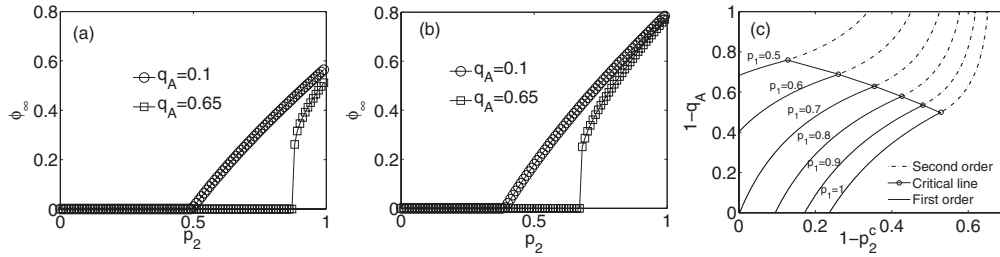 (a)
q_A=0.1
q_A=0.65
φ_∞
0.8
0.6
0.4
0.2
0
0
0.5
1
p_2
(b)
q_A=0.1
q_A=0.65
φ_∞
0.8
0.6
0.4
0.2
0
0
0.5
1
p_2
(c)
1-q_A
1
0.8
0.6
0.4
0.2
0
p_1=0.5
p_1=0.6
p_1=0.7
p_1=0.8
p_1=0.9
p_1=1
Second order
Critical line
First order
0
0.2
0.4
0.6
1-p_2^c